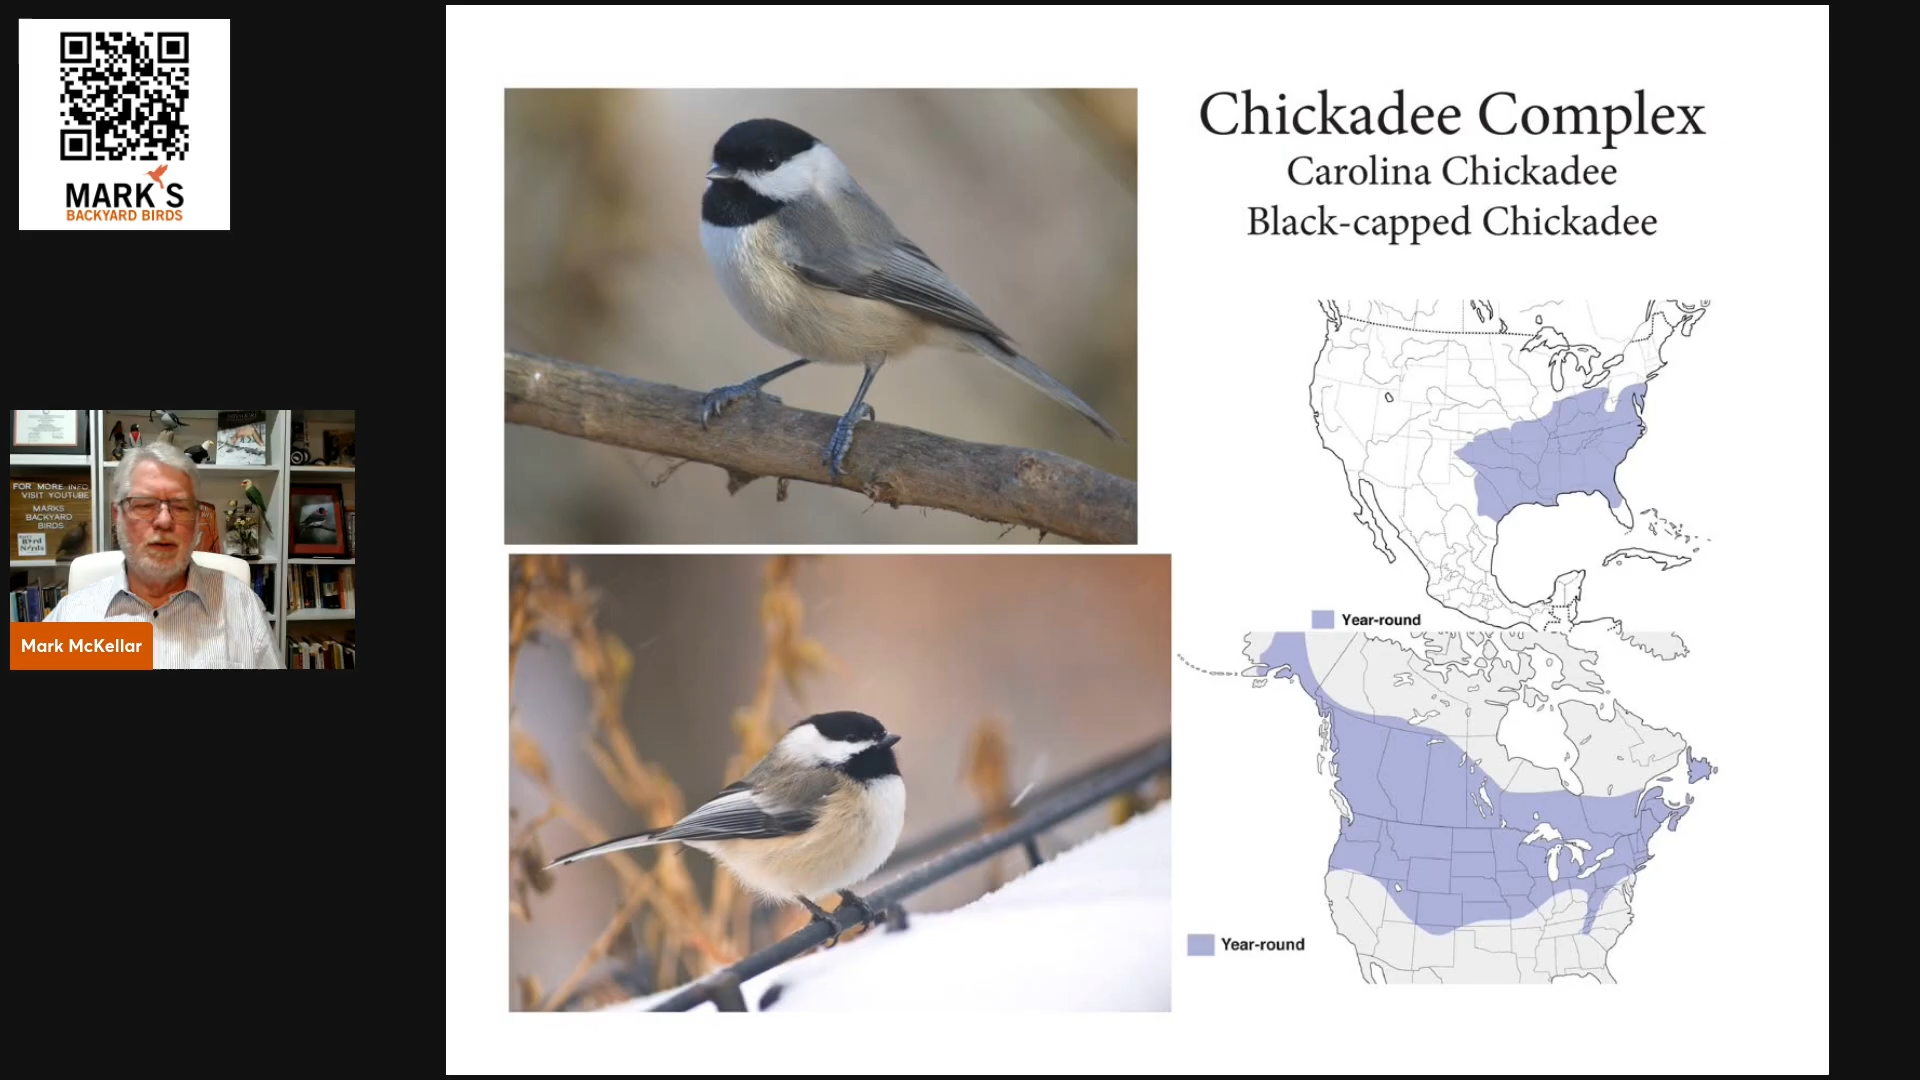 MARK'S
BACKYARD BIRDS
FOR MORE INFO
VISIT YOUTUBE
MARKS
BACKYARD
BIRDS
Mark McKellar
Chickadee Complex
Carolina Chickadee
Black-capped Chickadee
Year-round
Year-round